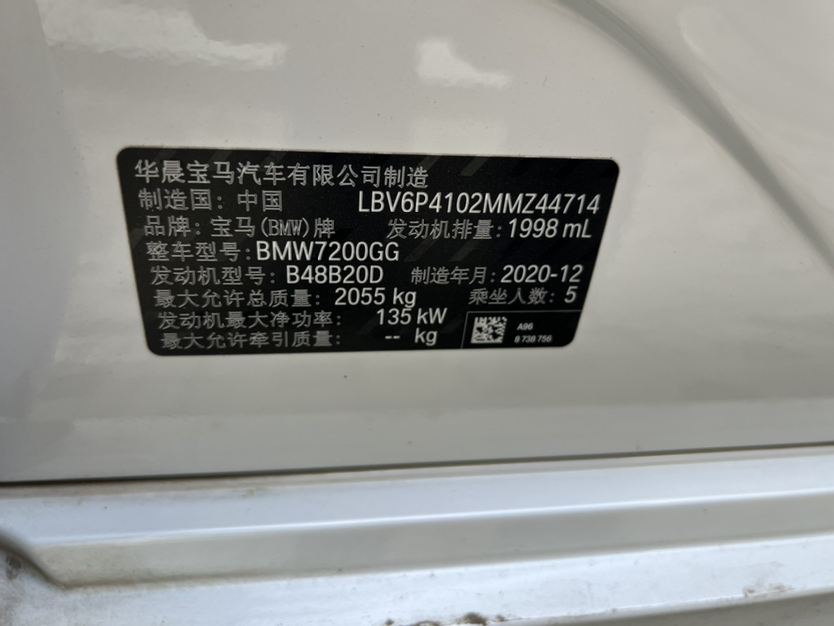 华晨宝马汽车有限公司制造
制造国: 中国 LBV6P4102MMZ44714
品牌: 宝马(BMW)牌 发动机排量: 1998 mL
整车型号: BMW7200GG
发动机型号: B48B20D 制造年月: 2020-12
最大允许总质量: 2055 kg 乘坐人数: 5
发动机最大净功率: 135 kW
最大允许牵引质量: -- kg
A96
8 738 756